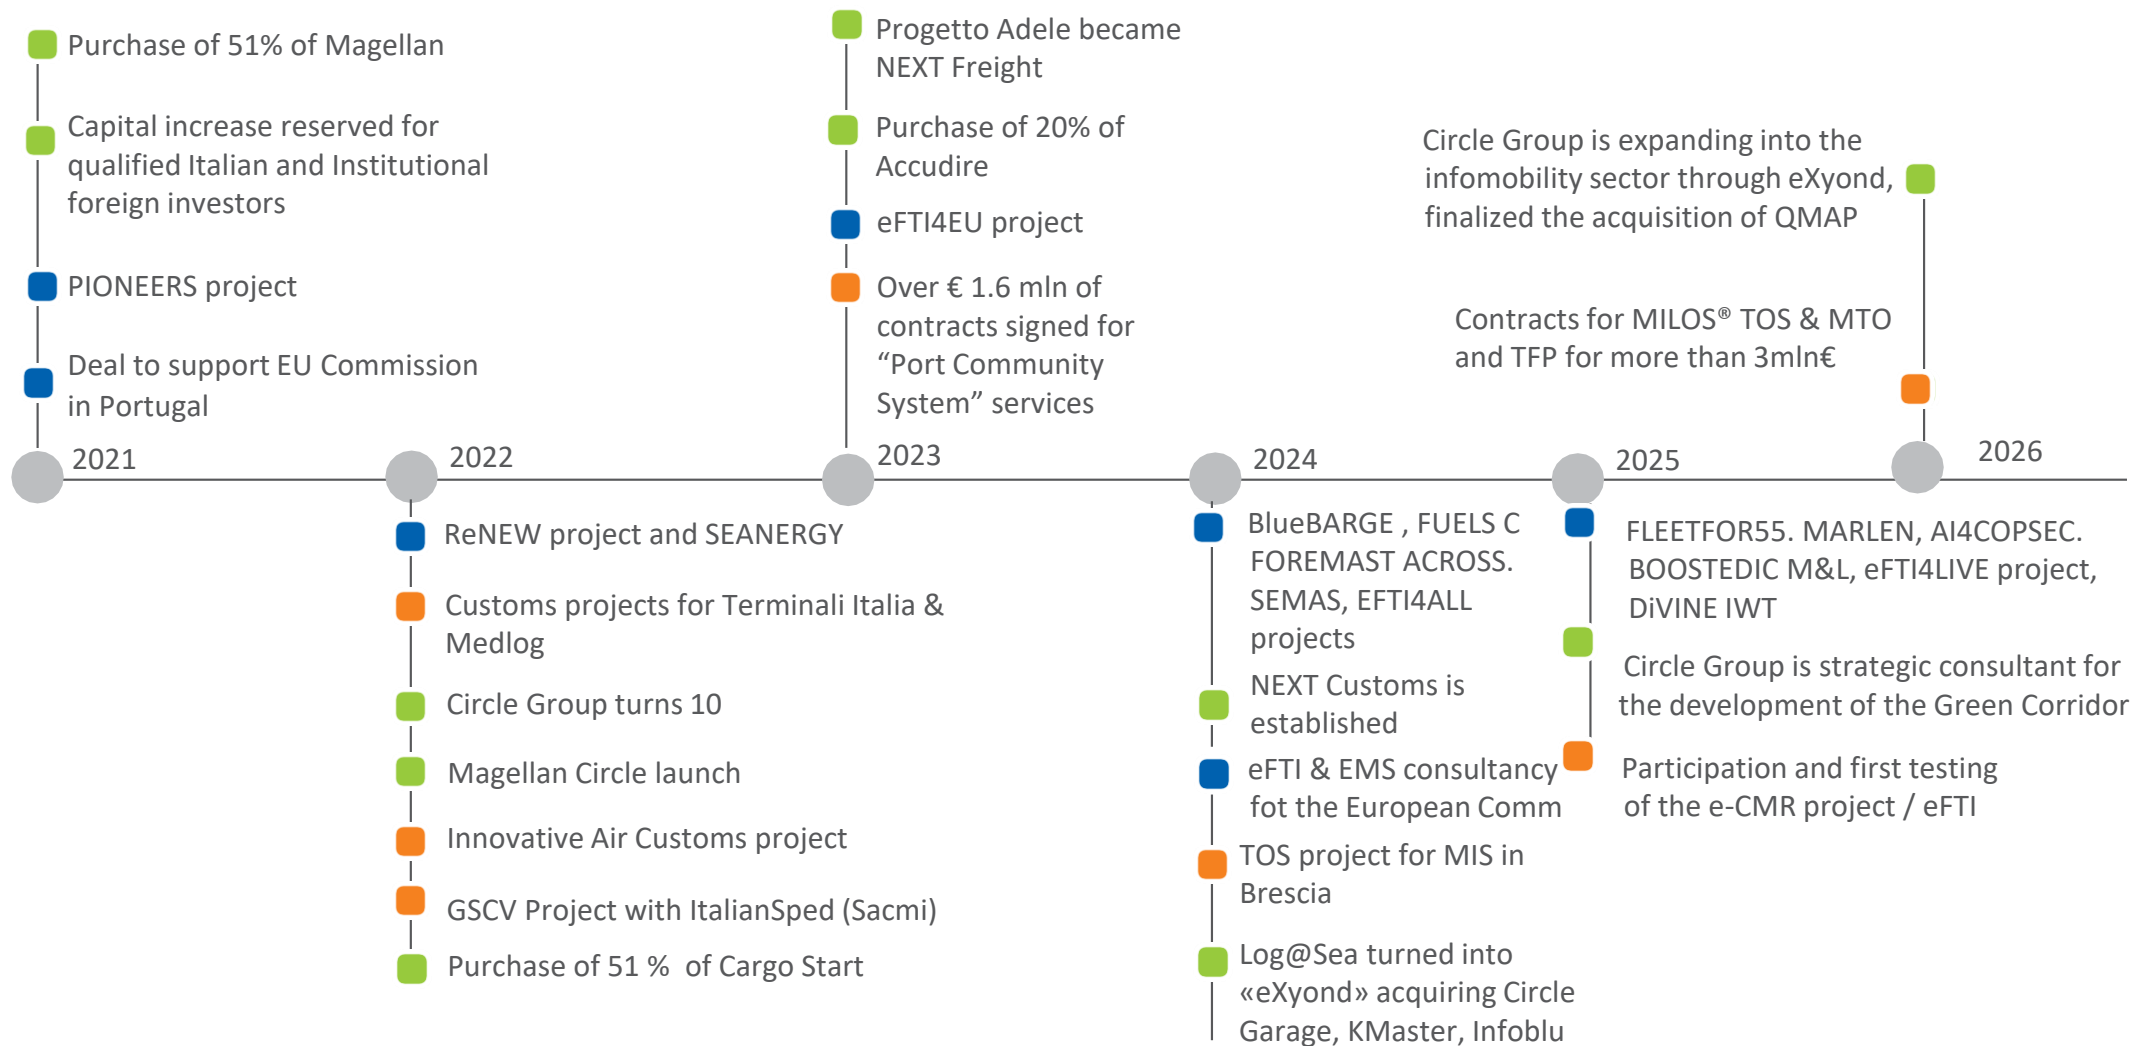 Purchase of 51% of Magellan
Capital increase reserved for
qualified Italian and Institutional
foreign investors
PIONEERS project
Deal to support EU Commission
in Portugal
2021
2022
ReNEW project and SEANERGY
Customs projects for Terminali Italia &
Medlog
Circle Group turns 10
Magellan Circle launch
Innovative Air Customs project
GSCV Project with ItalianSped (Sacmi)
Purchase of 51 % of Cargo Start
Progetto Adele became
NEXT Freight
Purchase of 20% of
Accudire
eFTI4EU project
Over € 1.6 mln of
contracts signed for
“Port Community
System” services
2023
2024
BlueBARGE , FUELS C
FOREMAST ACROSS.
SEMAS, EFTI4ALL
projects
NEXT Customs is
established
eFTI & EMS consultancy
fot the European Comm
TOS project for MIS in
Brescia
Log@Sea turned into
«eXyond» acquiring Circle
Garage, KMaster, Infoblu
2025
FLEETFOR55. MARLEN, AI4COPSEC.
BOOSTEDIC M&L, eFTI4LIVE project,
DiVINE IWT
Circle Group is strategic consultant for
the development of the Green Corridor
Participation and first testing
of the e-CMR project / eFTI
Circle Group is expanding into the
infomobility sector through eXyond,
finalized the acquisition of QMAP
Contracts for MILOS® TOS & MTO
and TFP for more than 3mln€
2026